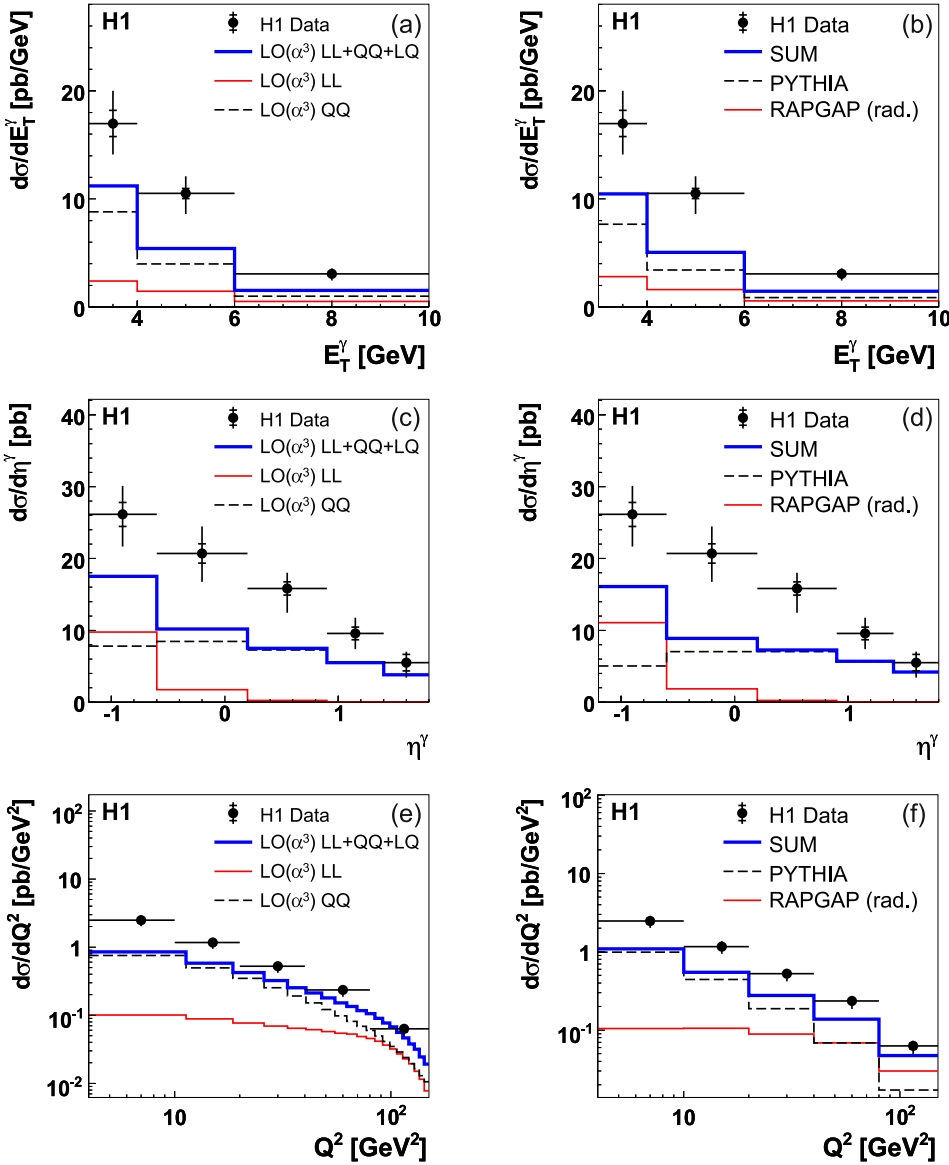 H1
(a)
H1 Data
LO(α³) LL+QQ+LQ
LO(α³) LL
LO(α³) QQ
dσ/dE_T^γ [pb/GeV]
20
10
0
4 6 8 10
E_T^γ [GeV]
H1
(b)
H1 Data
SUM
PYTHIA
RAPGAP (rad.)
dσ/dE_T^γ [pb/GeV]
20
10
0
4 6 8 10
E_T^γ [GeV]
H1
(c)
H1 Data
LO(α³) LL+QQ+LQ
LO(α³) LL
LO(α³) QQ
dσ/dη^γ [pb]
40
30
20
10
0
-1 0 1
η^γ
H1
(d)
H1 Data
SUM
PYTHIA
RAPGAP (rad.)
dσ/dη^γ [pb]
40
30
20
10
0
-1 0 1
η^γ
H1
(e)
H1 Data
LO(α³) LL+QQ+LQ
LO(α³) LL
LO(α³) QQ
dσ/dQ² [pb/GeV²]
10²
10
1
10⁻¹
10⁻²
10 10²
Q² [GeV²]
H1
(f)
H1 Data
SUM
PYTHIA
RAPGAP (rad.)
dσ/dQ² [pb/GeV²]
10²
10
1
10⁻¹
10 10²
Q² [GeV²]